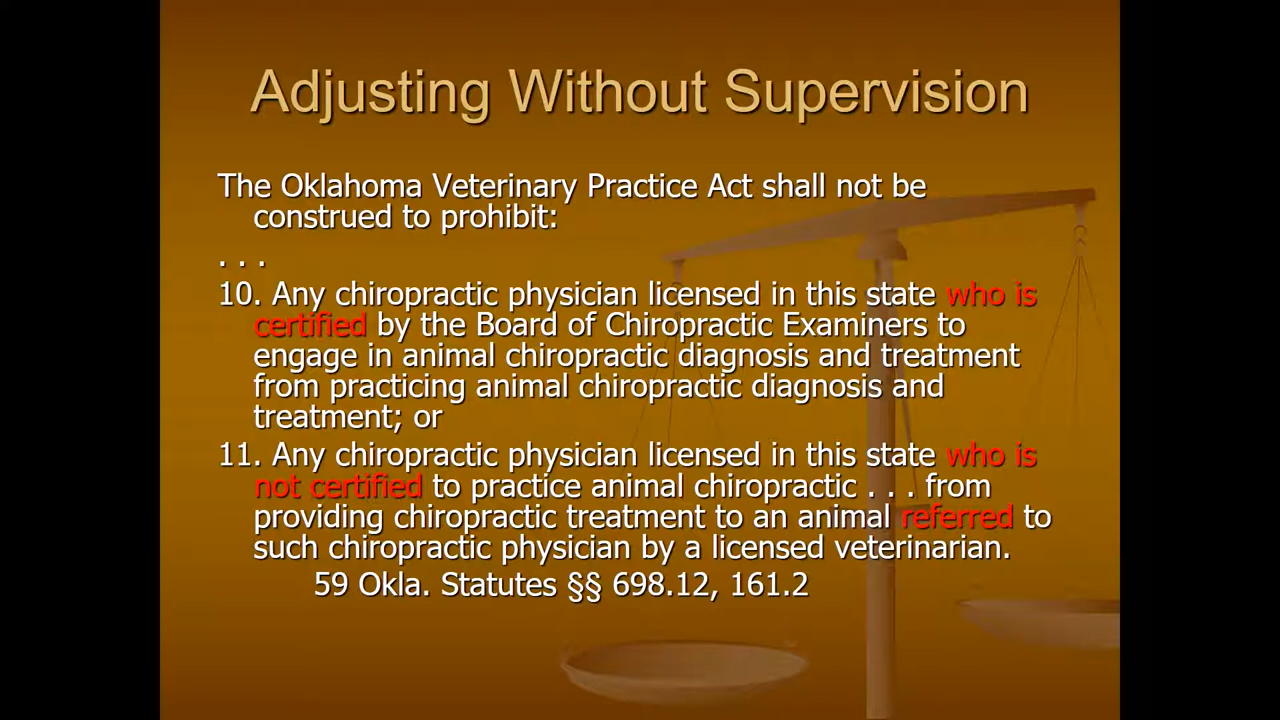 Adjusting Without Supervision
The Oklahoma Veterinary Practice Act shall not be
construed to prohibit:
. . .
10. Any chiropractic physician licensed in this state who is
certified by the Board of Chiropractic Examiners to
engage in animal chiropractic diagnosis and treatment
from practicing animal chiropractic diagnosis and
treatment; or
11. Any chiropractic physician licensed in this state who is
not certified to practice animal chiropractic . . . from
providing chiropractic treatment to an animal referred to
such chiropractic physician by a licensed veterinarian.
59 Okla. Statutes §§ 698.12, 161.2